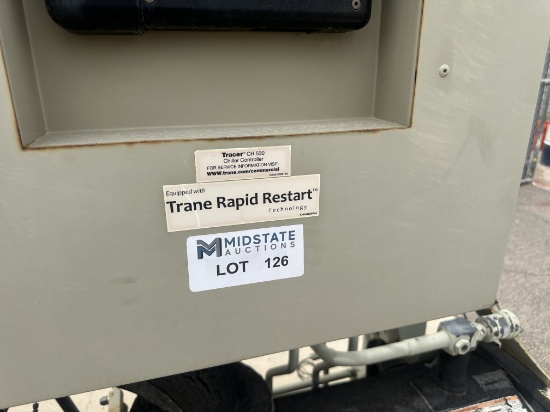 Tracer™ CH 530
Chiller Controller
FOR SERVICE INFORMATION VISIT:
WWW.trane.com/commercial
Equipped with
Trane Rapid Restart™
Technology
MIDSTATE
AUCTIONS
LOT 126